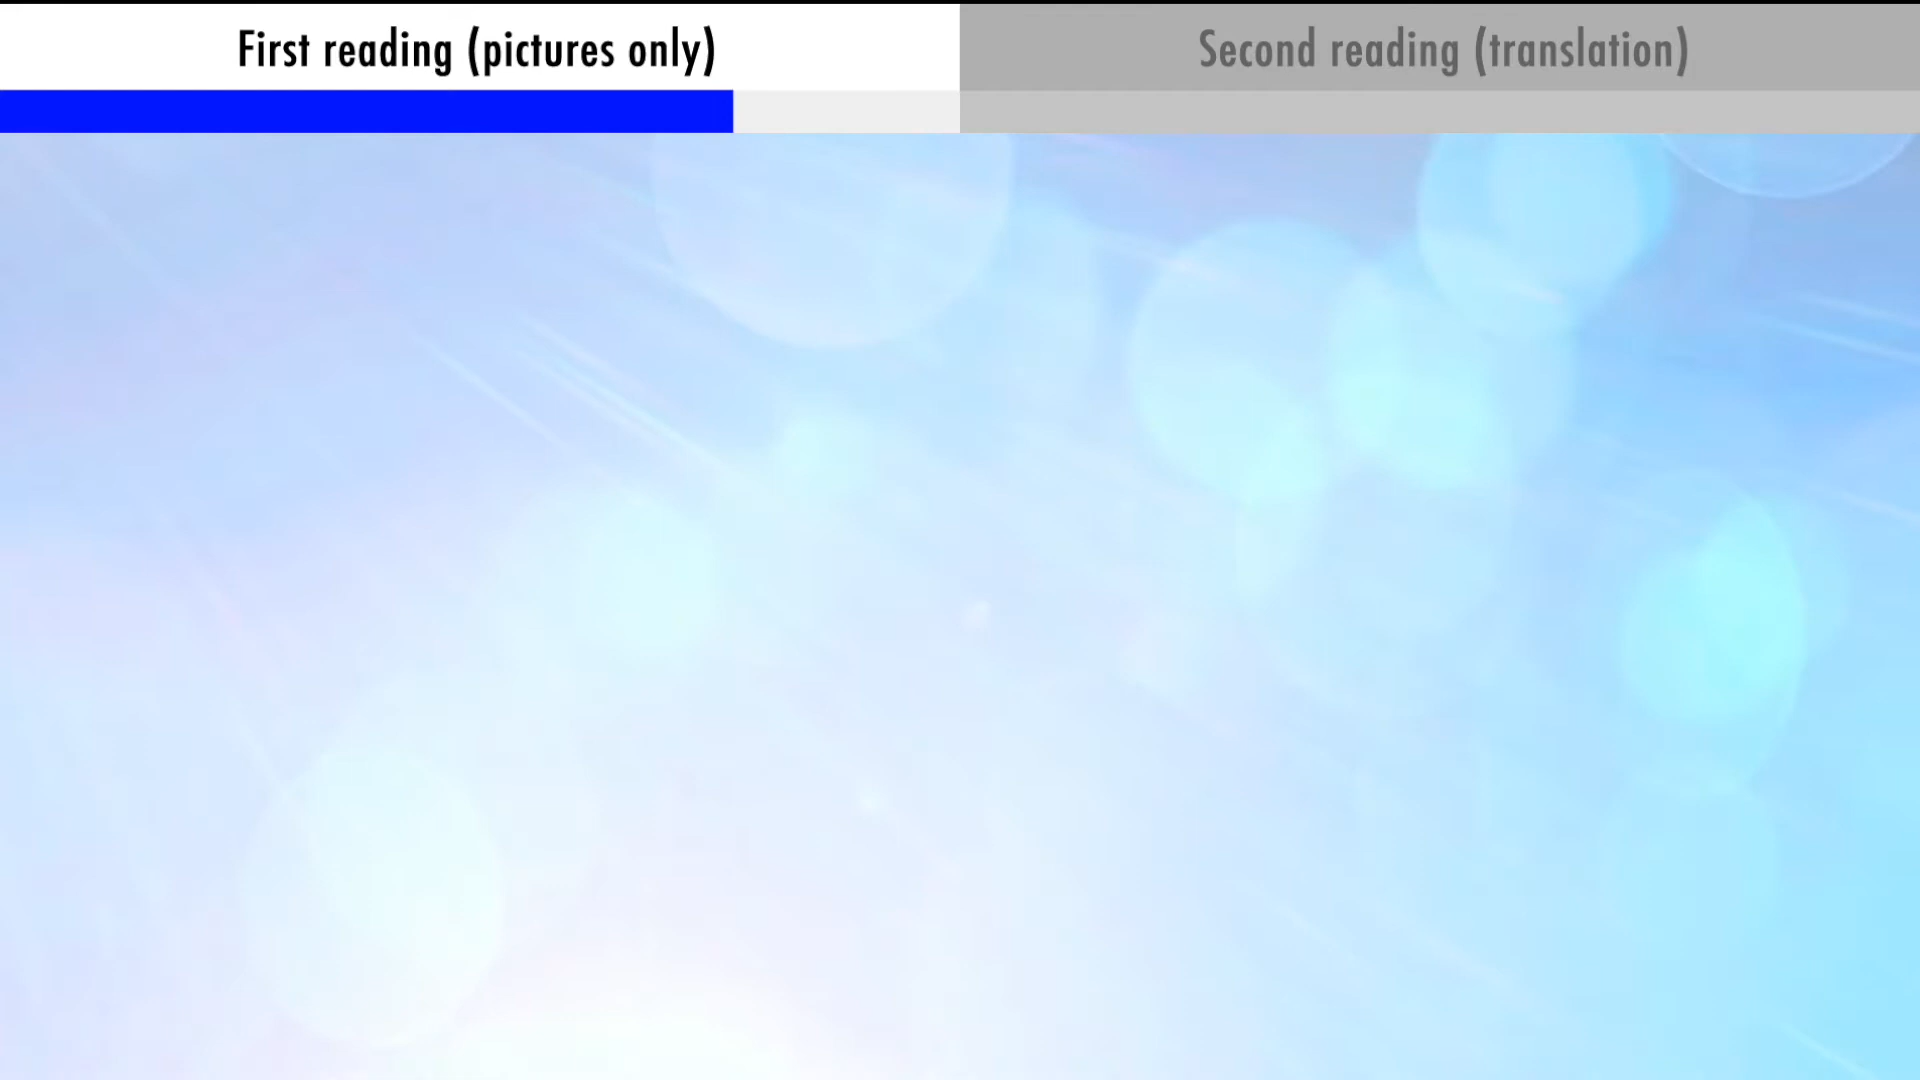 First reading (pictures only)
Second reading (translation)